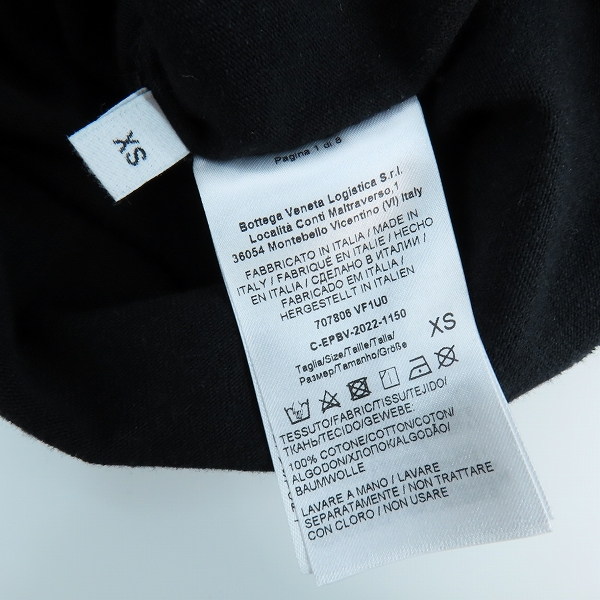 XS
Pagina 1 di 8
Bottega Veneta Logistica S.r.l.
Località Conti Maltraverso,1
36054 Montebello Vicentino (VI) Italy
FABBRICATO IN ITALIA / MADE IN
ITALY / FABRIQUÉ EN ITALIE / HECHO
EN ITALIA / СДЕЛАНО В ИТАЛИИ /
FABRICADO EM ITALIA /
HERGESTELLT IN ITALIEN
707806 VF1U0
C-EPBV-2022-1150
Taglia/Size/Taille/Talla/
Размер/Tamanho/Größe
XS
TESSUTO/FABRIC/TISSU/TEJIDO/
ТКАНЬ/TECIDO/GEWEBE:
100% COTONE/COTTON/COTON/
ALGODON/ХЛОПОК/ALGODÃO/
BAUMWOLLE
LAVARE A MANO / LAVARE
SEPARATAMENTE / NON TRATTARE
CON CLORO / NON USARE